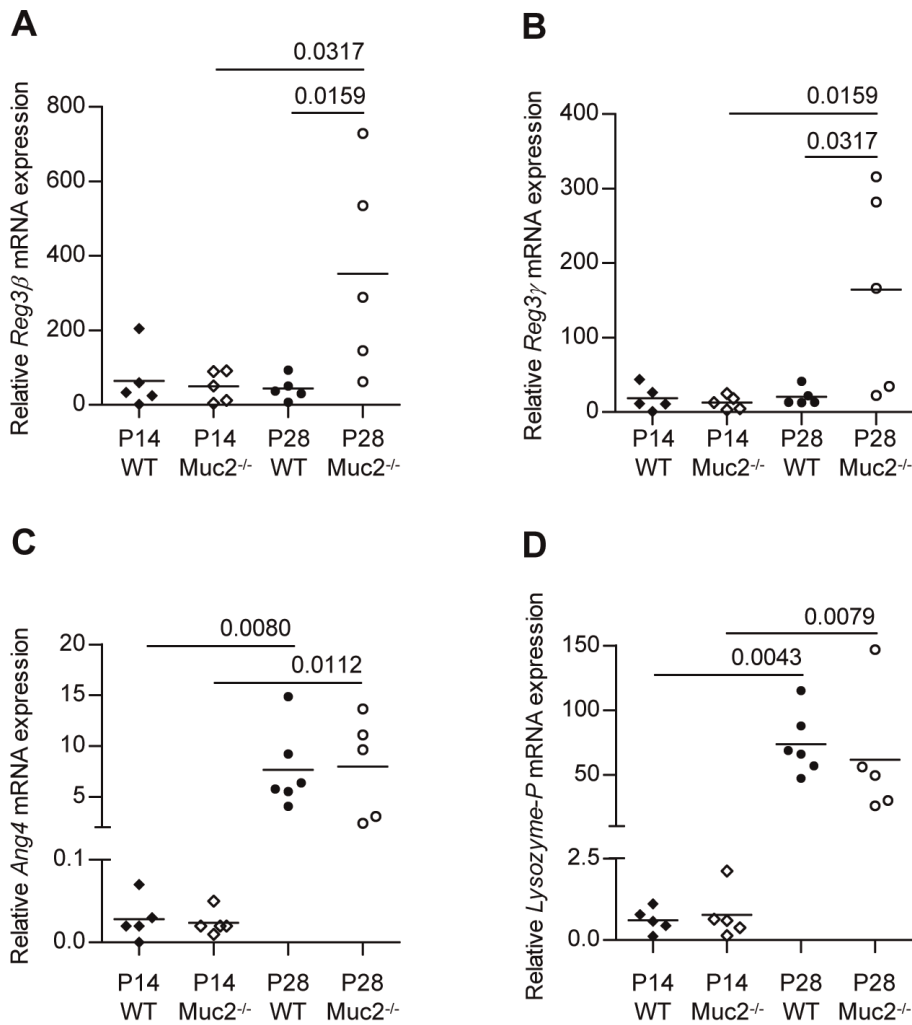 A
Relative Reg3β mRNA expression
0.0317
0.0159
800
600
400
200
0
P14 P14 P28 P28
WT Muc2-/- WT Muc2-/-
B
Relative Reg3γ mRNA expression
0.0159
0.0317
400
300
200
100
0
P14 P14 P28 P28
WT Muc2-/- WT Muc2-/-
C
Relative Ang4 mRNA expression
0.0080
0.0112
20
15
10
5
0.1
0.0
P14 P14 P28 P28
WT Muc2-/- WT Muc2-/-
D
Relative Lysozyme-P mRNA expression
0.0079
0.0043
150
100
50
2.5
0.0
P14 P14 P28 P28
WT Muc2-/- WT Muc2-/-